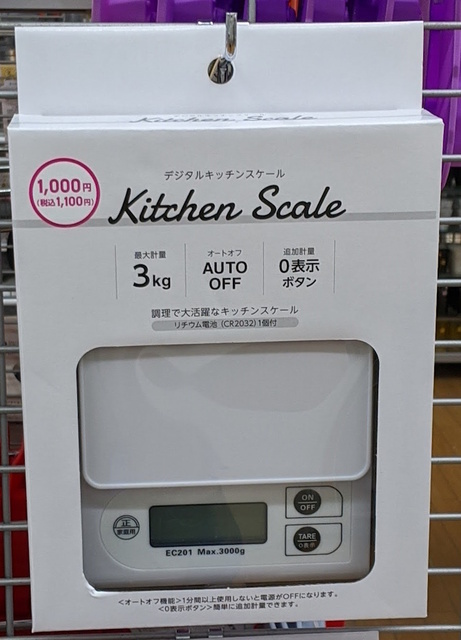 Kitchen Scale
デジタルキッチンスケール
1,000円
(税込1,100円)
Kitchen Scale
最大計量
3kg
オートオフ
AUTO
OFF
追加計量
0表示
ボタン
調理で大活躍なキッチンスケール
リチウム電池（CR2032）1個付
ON
OFF
正
家庭用
TARE
0表示
EC201 Max.3000g
<オートオフ機能>1分間以上使用しないと電源がOFFになります。
<0表示ボタン>簡単に追加計量できます。